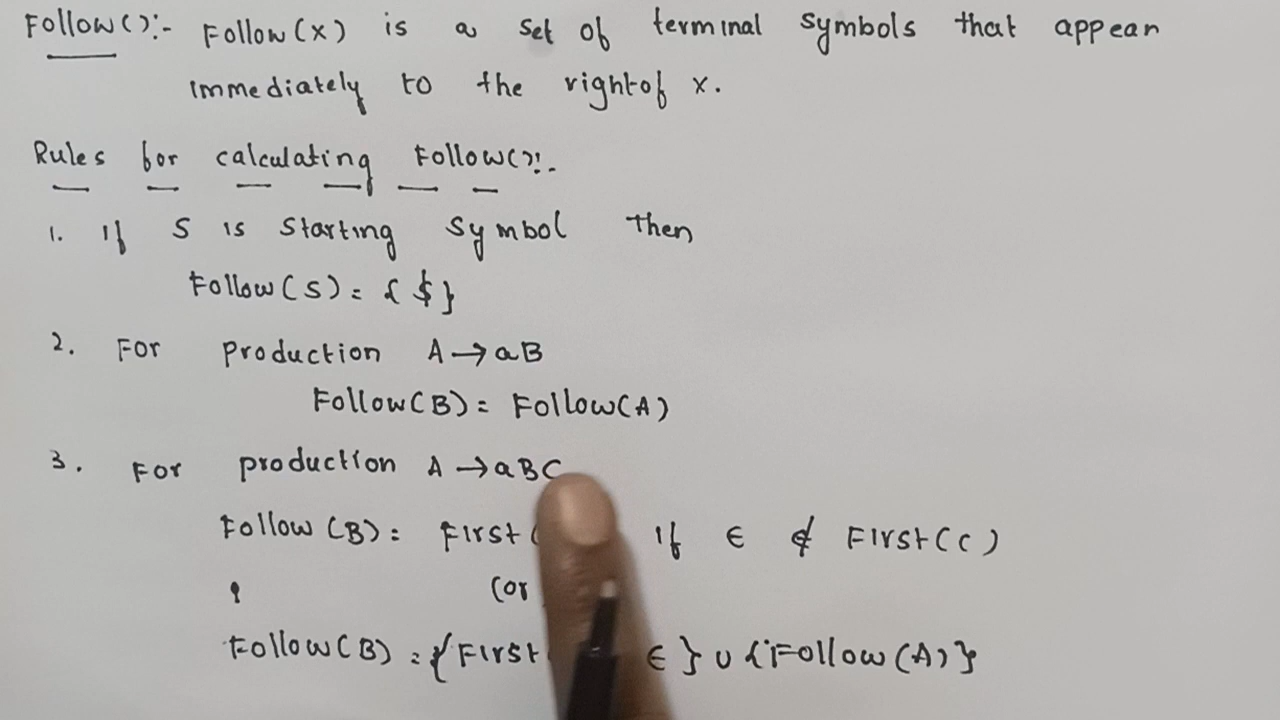 Follow():- Follow(x) is a set of terminal symbols that appear
immediately to the right of x.
Rules for calculating Follow():-
1. If S is starting symbol then
Follow(S) = {$}
2. For production A → aB
Follow(B) = Follow(A)
3. For production A → aBC
Follow(B) = First( If ∈ ∉ First(C)
(or
Follow(B) = {First ∈} ∪ {Follow(A)}